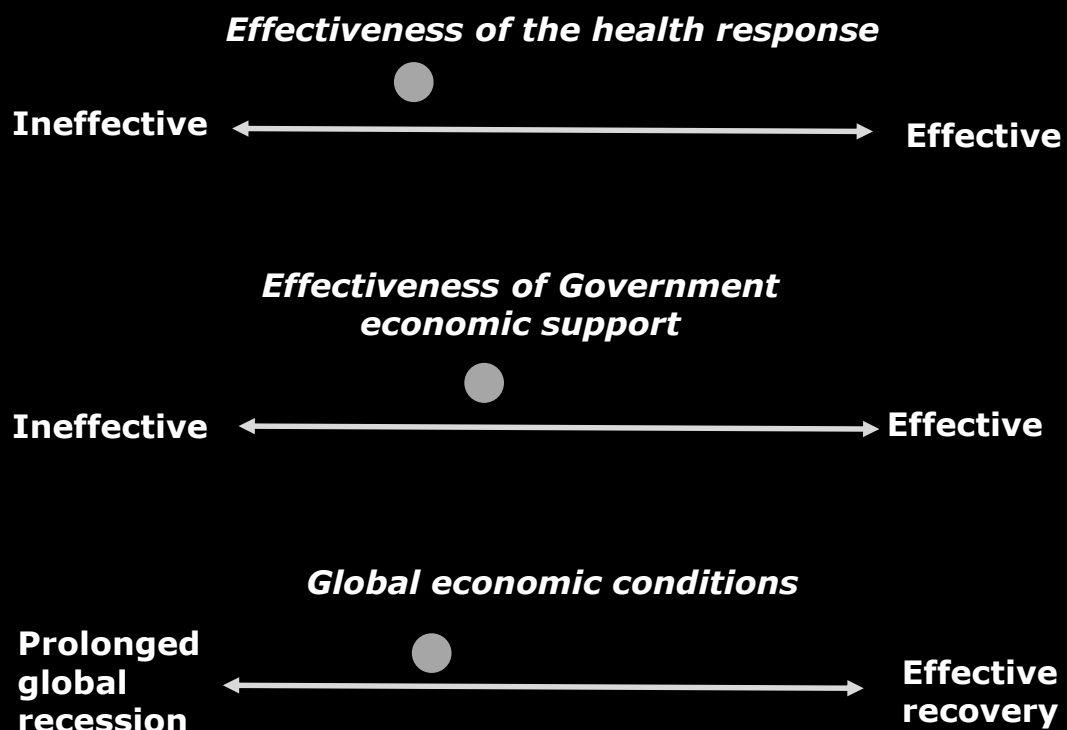 Effectiveness of the health response
Ineffective
Effective
Effectiveness of Government
economic support
Ineffective
Effective
Global economic conditions
Prolonged
global
recession
Effective
recovery